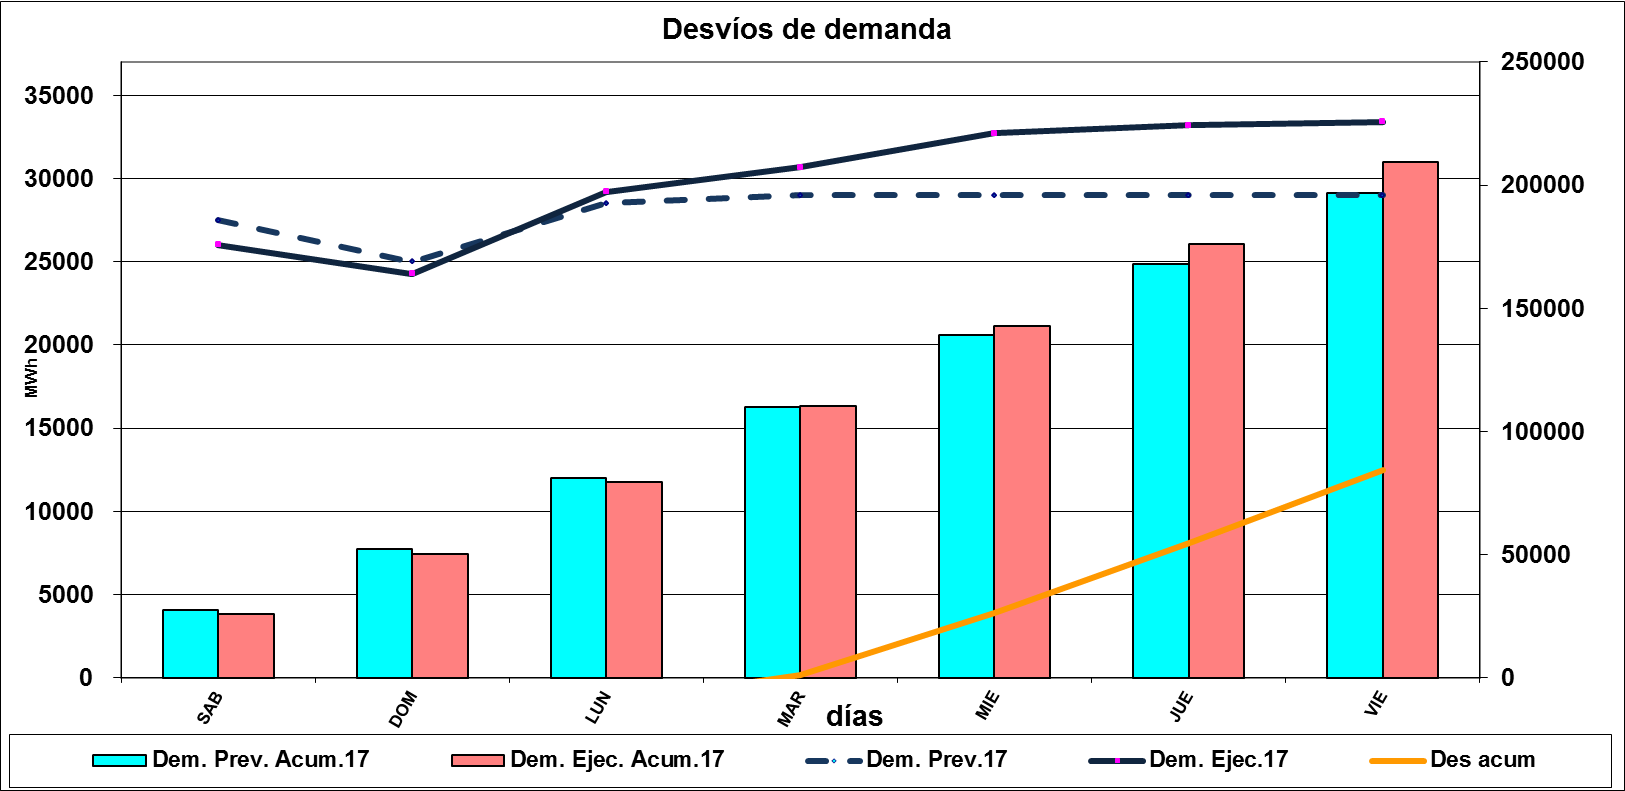 Desvíos de demanda
35000
30000
25000
20000
15000
10000
5000
0
MWh
250000
200000
150000
100000
50000
0
SAB
DOM
LUN
MAR
MIE
JUE
VIE
días
Dem. Prev. Acum.17
Dem. Ejec. Acum.17
Dem. Prev.17
Dem. Ejec.17
Des acum